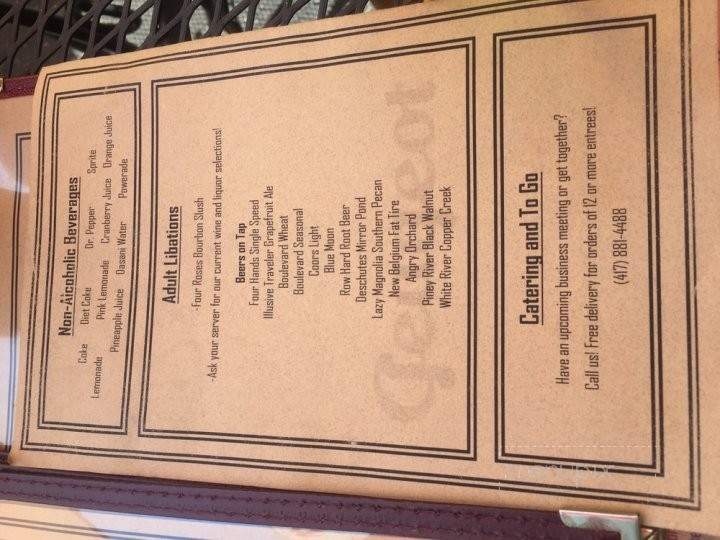 Non-Alcoholic Beverages
Coke Diet Coke Dr. Pepper Sprite
Lemonade Pink Lemonade Cranberry Juice Orange Juice
Pineapple Juice Dasani Water Powerade
Adult Libations
-Four Roses Bourbon Slush
-Ask your server for our current wine and liquor selections!
Beers on Tap
Four Hands Single Speed
Illusive Traveler Grapefruit Ale
Boulevard Wheat
Boulevard Seasonal
Coors Light
Blue Moon
Row Hard Root Beer
Deschutes Mirror Pond
Lazy Magnolia Southern Pecan
New Belgium Fat Tire
Angry Orchard
Piney River Black Walnut
White River Copper Creek
Catering and To Go
Have an upcoming business meeting or get together?
Call us! Free delivery for orders of 12 or more entrees!
(417) 881-4488